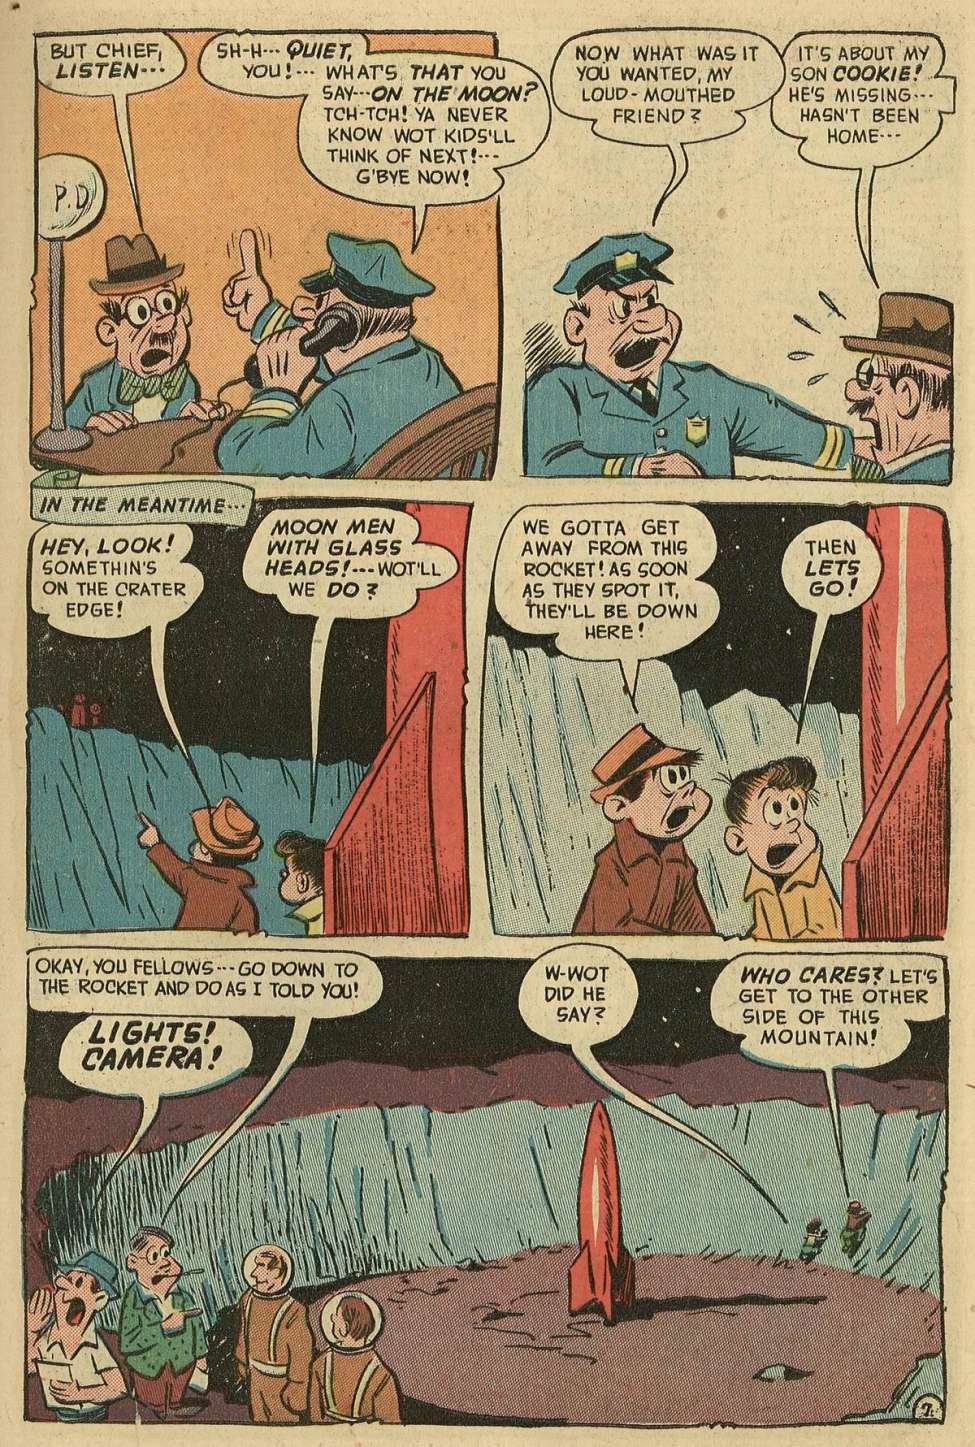 BUT CHIEF,
LISTEN---
SH-H--- QUIET,
YOU!--- WHAT'S THAT YOU
SAY---ON THE MOON?
TCH-TCH! YA NEVER
KNOW WOT KIDS'LL
THINK OF NEXT!---
G'BYE NOW!
P.D
NOW WHAT WAS IT
YOU WANTED, MY
LOUD-MOUTHED
FRIEND?
IT'S ABOUT MY
SON COOKIE!
HE'S MISSING---
HASN'T BEEN
HOME---
IN THE MEANTIME---
HEY, LOOK!
SOMETHIN'S
ON THE CRATER
EDGE!
MOON MEN
WITH GLASS
HEADS!---WOT'LL
WE DO?
WE GOTTA GET
AWAY FROM THIS
ROCKET! AS SOON
AS THEY SPOT IT,
THEY'LL BE DOWN
HERE!
THEN
LETS
GO!
OKAY, YOU FELLOWS---GO DOWN TO
THE ROCKET AND DO AS I TOLD YOU!
LIGHTS!
CAMERA!
W-WOT
DID HE
SAY?
WHO CARES? LET'S
GET TO THE OTHER
SIDE OF THIS
MOUNTAIN!
7.